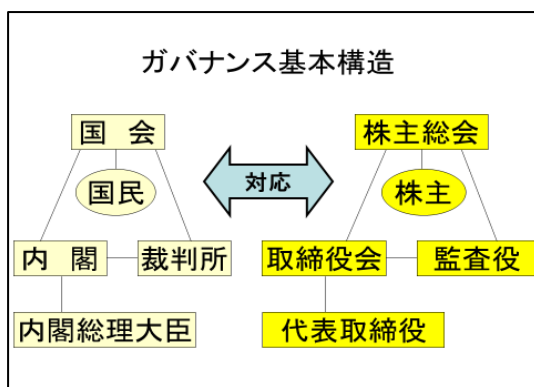 ガバナンス基本構造
国 会
株主総会
国民
対応
株主
内 閣
裁判所
取締役会
監査役
内閣総理大臣
代表取締役